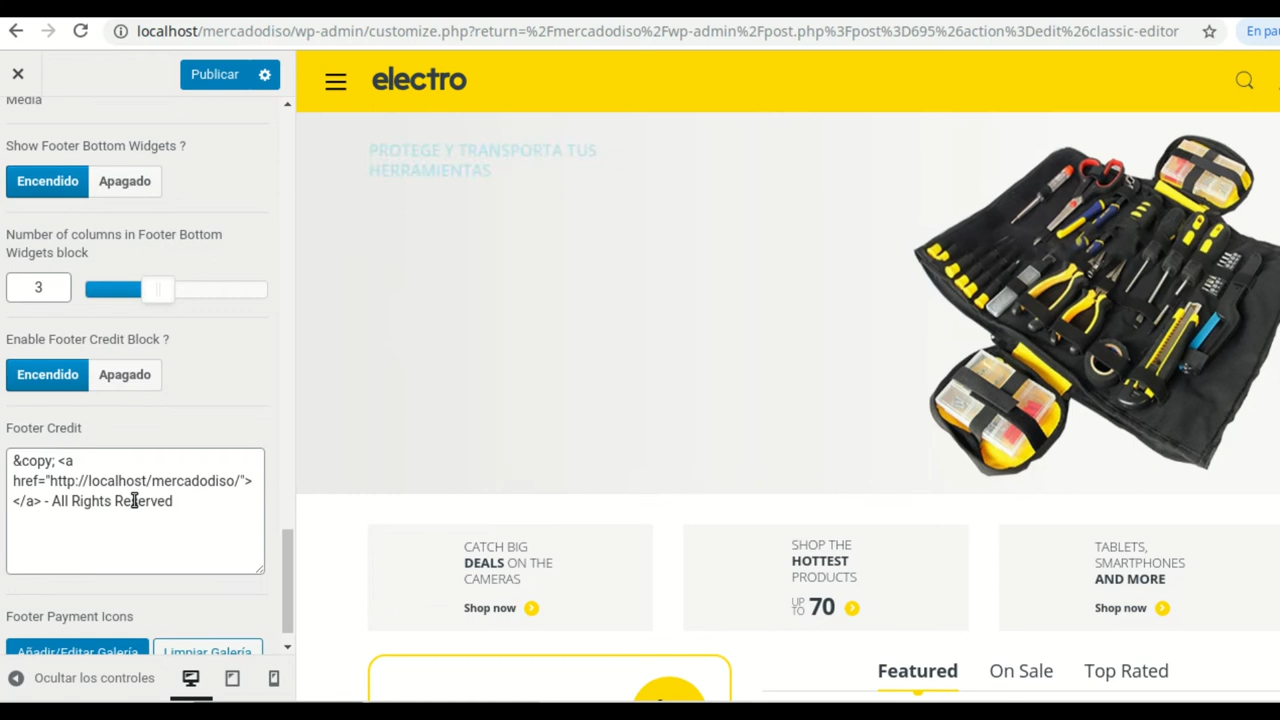 localhost/mercadodiso/wp-admin/customize.php?return=%2Fmercadodiso%2Fwp-admin%2Fpost.php%3Fpost%3D695%26action%3Dedit%26classic-editor
En pau
Publicar
Media
Show Footer Bottom Widgets ?
Encendido Apagado
Number of columns in Footer Bottom
Widgets block
3
Enable Footer Credit Block ?
Encendido Apagado
Footer Credit
&copy; <a
href="http://localhost/mercadodiso/">
</a> - All Rights Reserved
Footer Payment Icons
Añadir/Editar Galería Limpiar Galería
Ocultar los controles
electro
PROTEGE Y TRANSPORTA TUS
HERRAMIENTAS
CATCH BIG
DEALS ON THE
CAMERAS
Shop now
SHOP THE
HOTTEST
PRODUCTS
UP TO 70
TABLETS,
SMARTPHONES
AND MORE
Shop now
Featured On Sale Top Rated